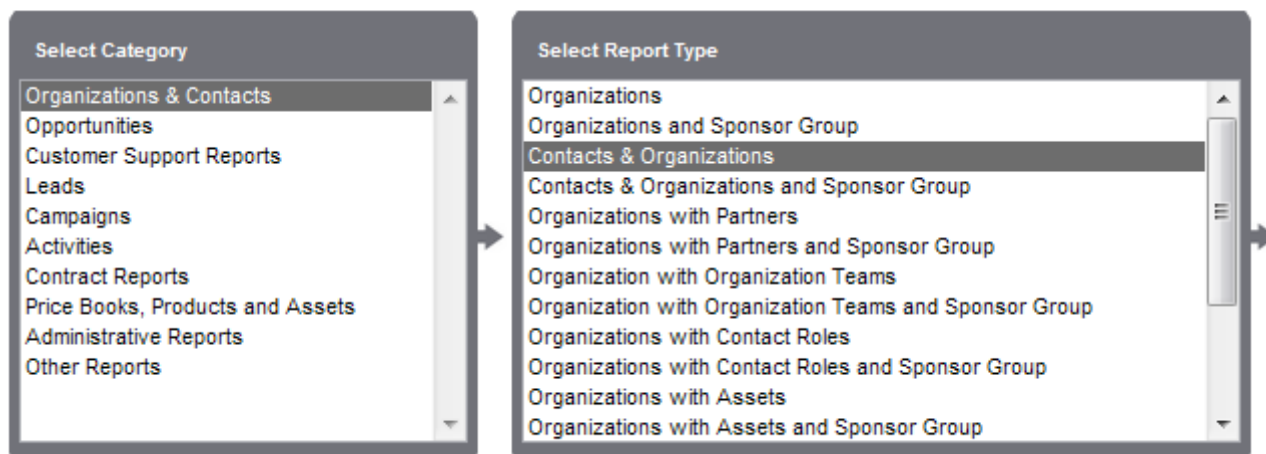 Select Category
Organizations & Contacts
Opportunities
Customer Support Reports
Leads
Campaigns
Activities
Contract Reports
Price Books, Products and Assets
Administrative Reports
Other Reports
Select Report Type
Organizations
Organizations and Sponsor Group
Contacts & Organizations
Contacts & Organizations and Sponsor Group
Organizations with Partners
Organizations with Partners and Sponsor Group
Organization with Organization Teams
Organization with Organization Teams and Sponsor Group
Organizations with Contact Roles
Organizations with Contact Roles and Sponsor Group
Organizations with Assets
Organizations with Assets and Sponsor Group